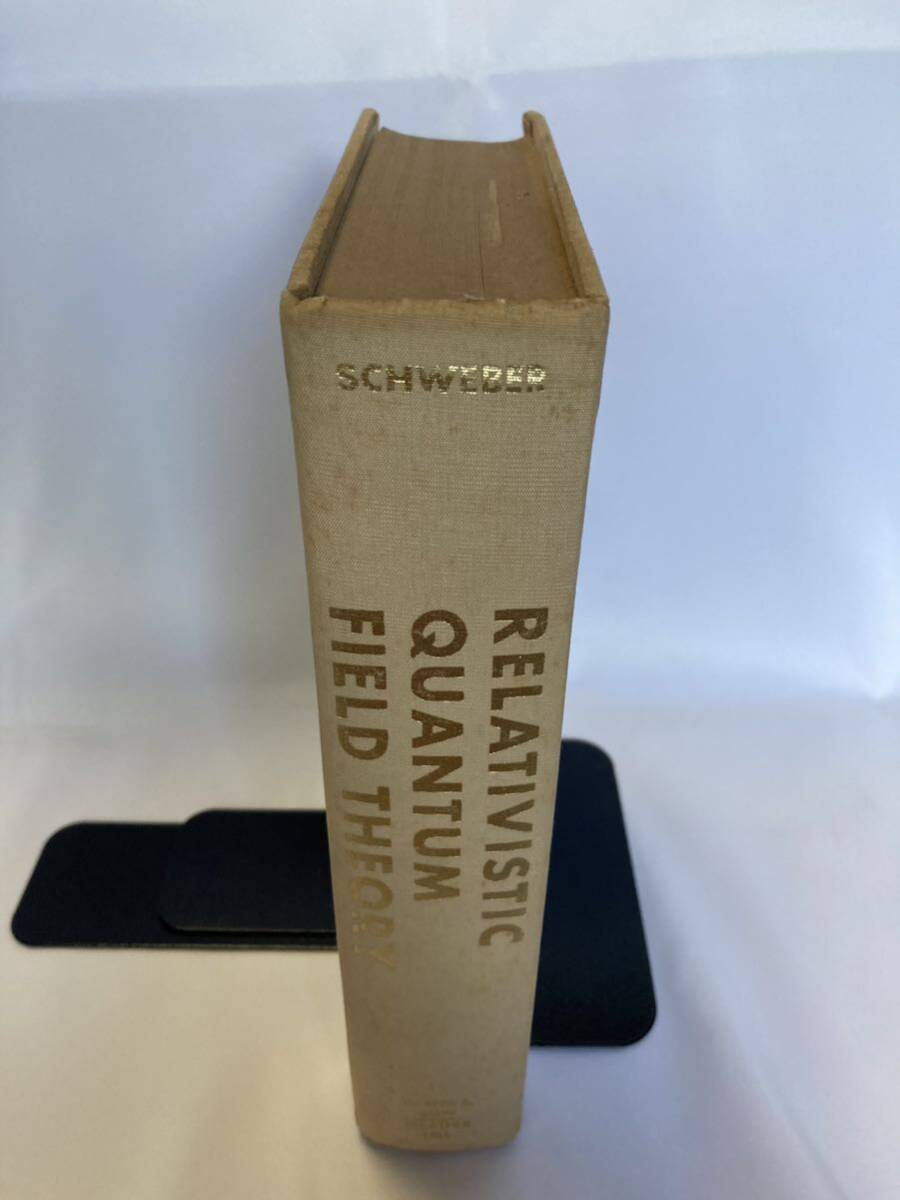 SCHWEBER
RELATIVISTIC
QUANTUM
FIELD THEORY